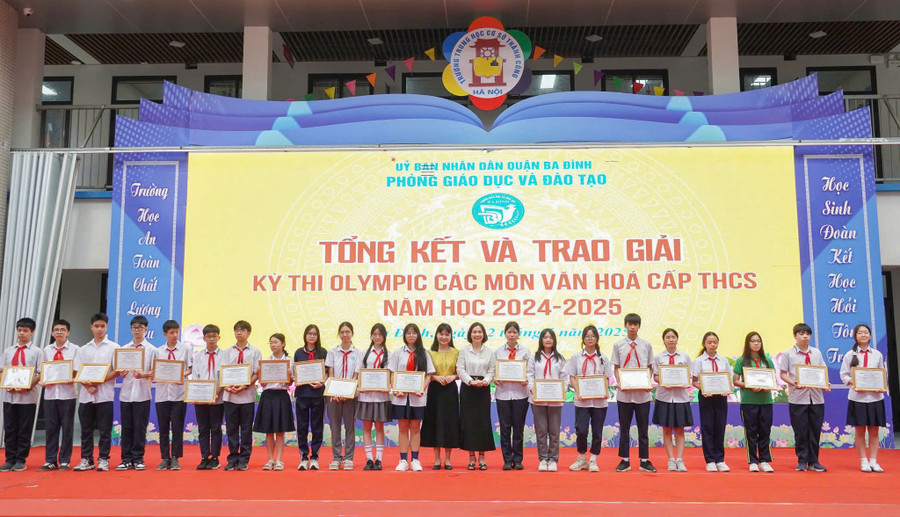 TRƯỜNG TRUNG HỌC CƠ SỞ THÀNH CÔNG
HÀ NỘI
UỶ BAN NHÂN DÂN QUẬN BA ĐÌNH
PHÒNG GIÁO DỤC VÀ ĐÀO TẠO
TỔNG KẾT VÀ TRAO GIẢI
KỲ THI OLYMPIC CÁC MÔN VĂN HOÁ CẤP THCS
NĂM HỌC 2024-2025
Trường
Học
An
Toàn
Chất
Lượng
Học
Sinh
Đoàn
Kết
Học
Hỏi
Tôn